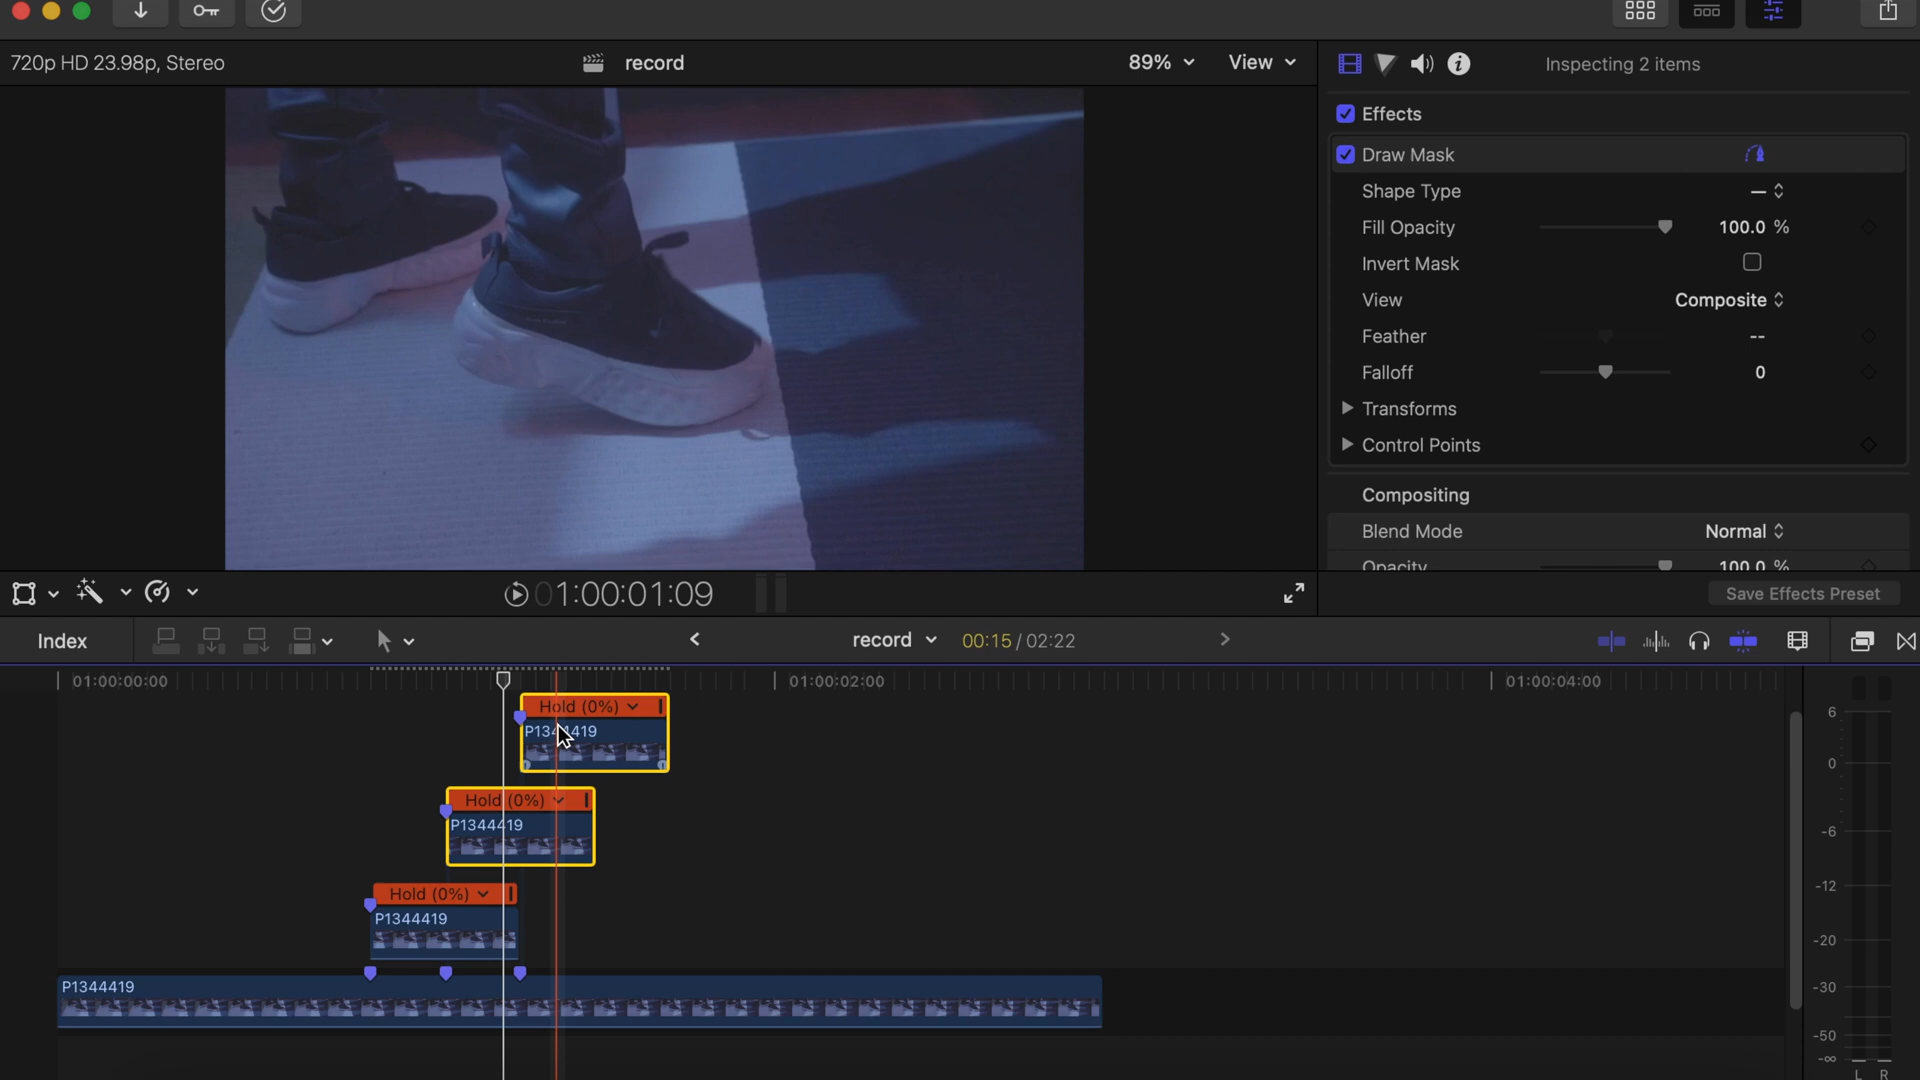 720p HD 23.98p, Stereo
record
89%
View
Inspecting 2 items
Effects
Draw Mask
Shape Type
—
Fill Opacity
100.0 %
Invert Mask
View
Composite
Feather
--
Falloff
0
Transforms
Control Points
Compositing
Blend Mode
Normal
Opacity
100.0 %
01:00:01:09
Save Effects Preset
Index
record
00:15 / 02:22
01:00:00:00
01:00:02:00
01:00:04:00
Hold (0%)
P1344419
Hold (0%)
P1344419
Hold (0%)
P1344419
P1344419
6
0
-6
-12
-20
-30
-50
-∞
L R